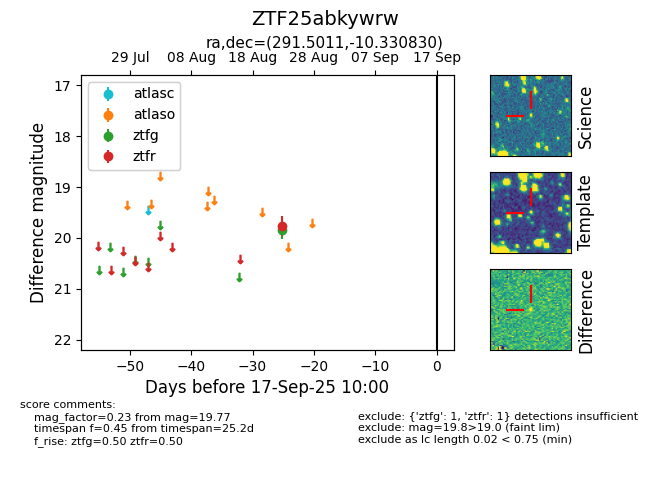 ZTF25abkywrw
ra,dec=(291.5011,-10.330830)
29 Jul 08 Aug 18 Aug 28 Aug 07 Sep 17 Sep
atlasc
atlaso
ztfg
ztfr
17
18
19
20
21
22
Difference magnitude
−50 −40 −30 −20 −10 0
Days before 17-Sep-25 10:00
Science
Template
Difference
score comments:
mag_factor=0.23 from mag=19.77
timespan f=0.45 from timespan=25.2d
f_rise: ztfg=0.50 ztfr=0.50
exclude: {'ztfg': 1, 'ztfr': 1} detections insufficient
exclude: mag=19.8>19.0 (faint lim)
exclude as lc length 0.02 < 0.75 (min)